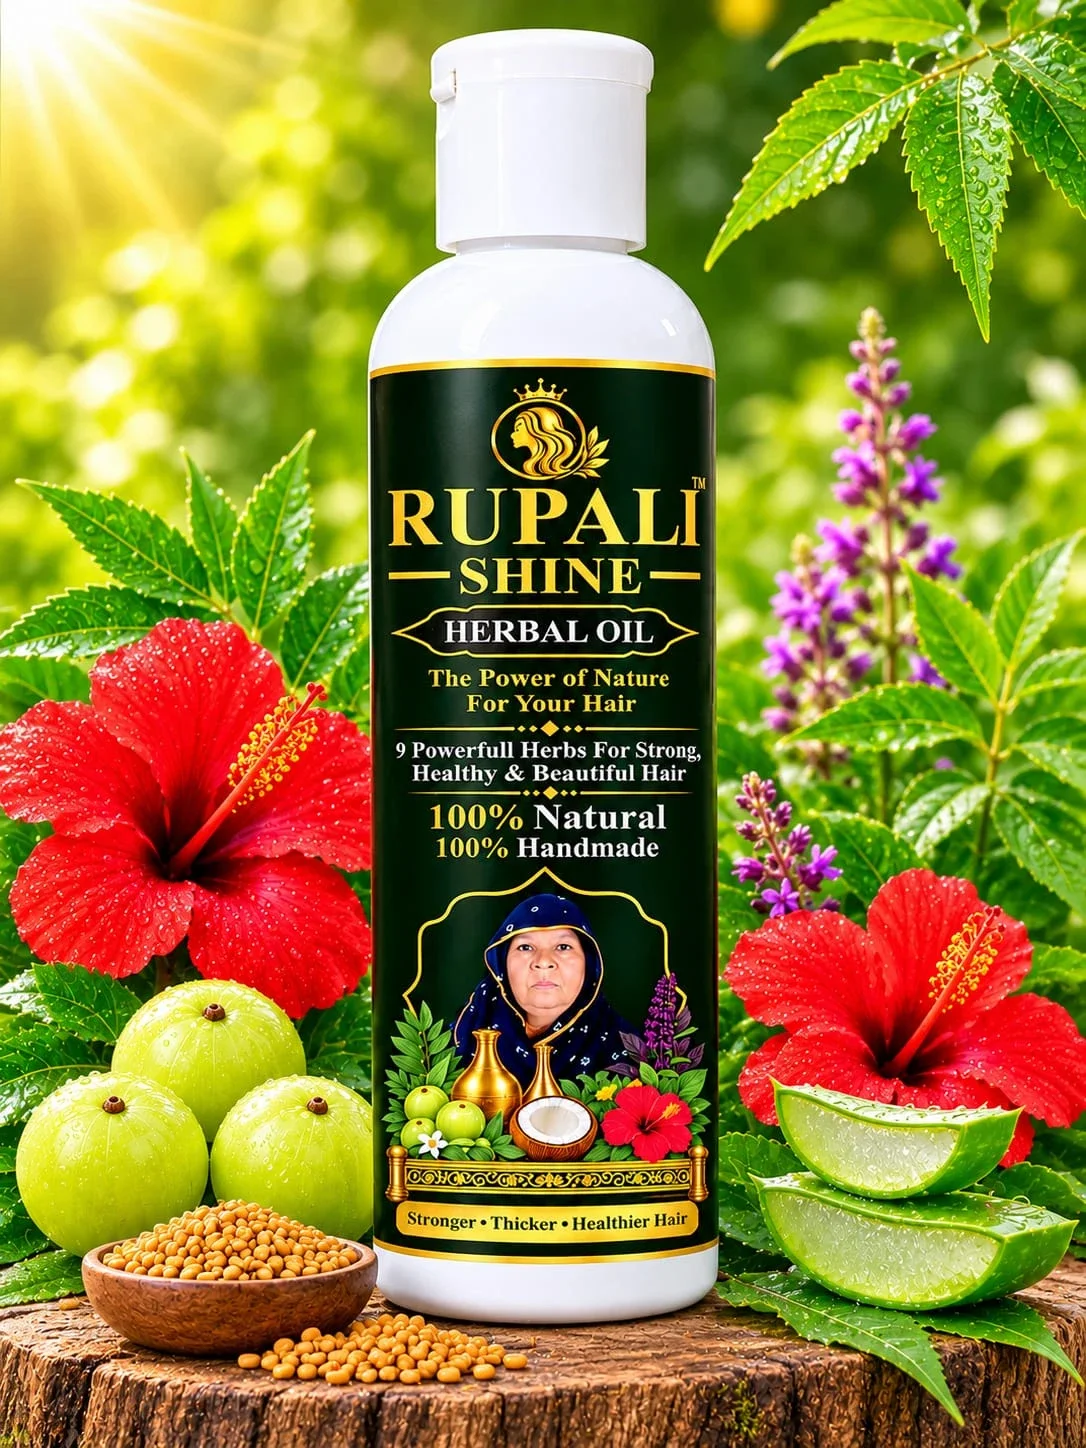 RUPALI™
SHINE
HERBAL OIL
The Power of Nature
For Your Hair
9 Powerfull Herbs For Strong,
Healthy & Beautiful Hair
100% Natural
100% Handmade
Stronger • Thicker • Healthier Hair